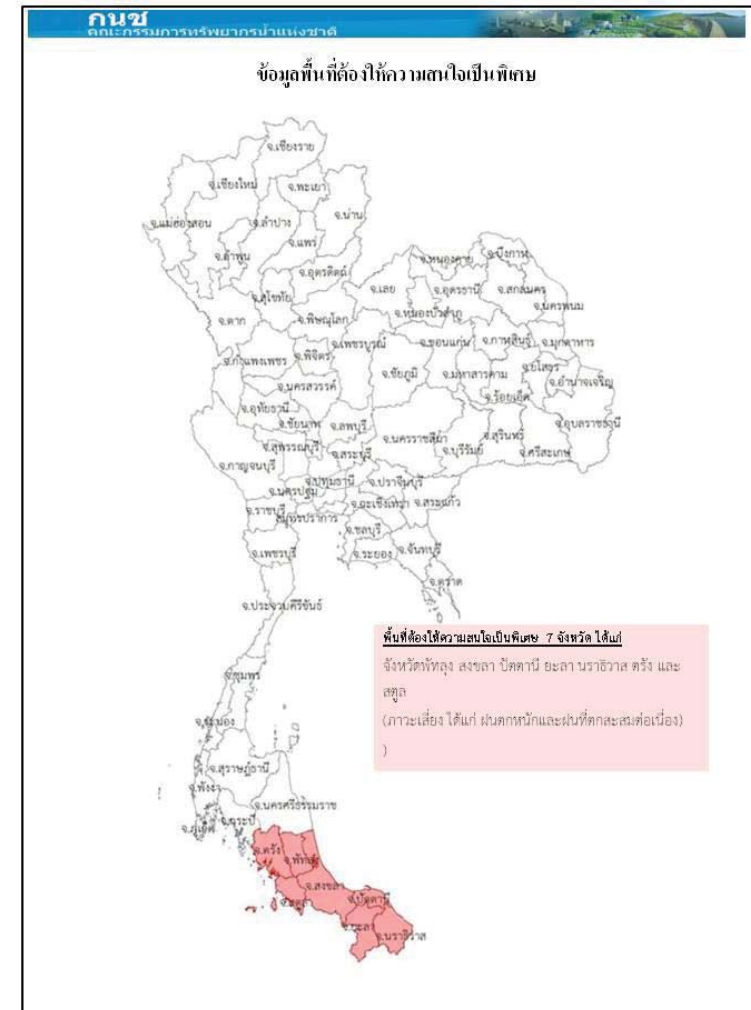 กนช
คณะกรรมการทรัพยากรน้ำแห่งชาติ
ข้อมูลพื้นที่ต้องให้ความสนใจเป็นพิเศษ
จ.เชียงราย
จ.เชียงใหม่
จ.พะเยา
จ.น่าน
จ.แม่ฮ่องสอน
จ.ลำปาง
จ.แพร่
จ.ลำพูน
จ.อุตรดิตถ์
จ.หนองคาย
จ.บึงกาฬ
จ.เลย
จ.อุดรธานี
จ.สกลนคร
จ.นครพนม
จ.สุโขทัย
จ.ตาก
จ.พิษณุโลก
จ.หนองบัวลำภู
จ.เพชรบูรณ์
จ.ขอนแก่น
จ.กาฬสินธุ์
จ.มุกดาหาร
จ.กำแพงเพชร
จ.พิจิตร
จ.ชัยภูมิ
จ.มหาสารคาม
จ.ยโสธร
จ.อำนาจเจริญ
จ.นครสวรรค์
จ.ร้อยเอ็ด
จ.อุทัยธานี
จ.ชัยนาท
จ.ลพบุรี
จ.นครราชสีมา
จ.บุรีรัมย์
จ.สุรินทร์
จ.ศรีสะเกษ
จ.อุบลราชธานี
จ.สุพรรณบุรี
จ.สระบุรี
จ.กาญจนบุรี
จ.ปทุมธานี
จ.ปราจีนบุรี
จ.นครปฐม
จ.ฉะเชิงเทรา
จ.สระแก้ว
จ.ราชบุรี
สมุทรปราการ
จ.ชลบุรี
จ.เพชรบุรี
จ.ระยอง
จ.จันทบุรี
จ.ตราด
จ.ประจวบคีรีขันธ์
พื้นที่ต้องให้ความสนใจเป็นพิเศษ 7 จังหวัด ได้แก่
จังหวัดพัทลุง สงขลา ปัตตานี ยะลา นราธิวาส ตรัง และ
สตูล
(ภาวะเสี่ยง ได้แก่ ฝนตกหนักและฝนที่ตกสะสมต่อเนื่อง)
)
จ.ชุมพร
จ.ระนอง
จ.สุราษฎร์ธานี
จ.พังงา
จ.นครศรีธรรมราช
จ.กระบี่
จ.ภูเก็ต
จ.ตรัง
จ.พัทลุง
จ.สงขลา
จ.สตูล
จ.ปัตตานี
จ.ยะลา
จ.นราธิวาส